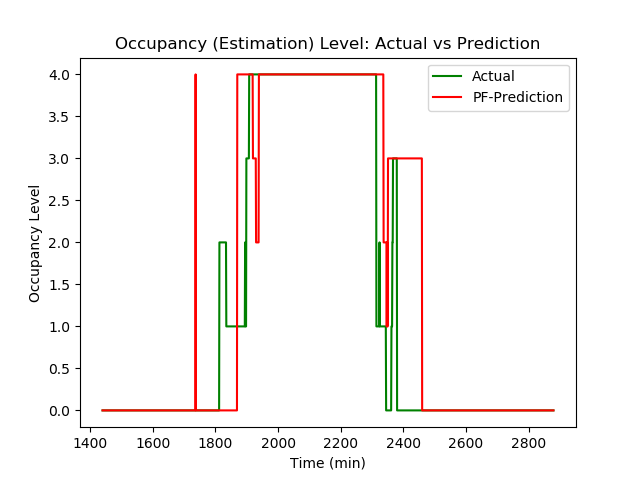 Occupancy (Estimation) Level: Actual vs Prediction
Actual
PF-Prediction
4.0
3.5
3.0
2.5
2.0
1.5
1.0
0.5
0.0
Occupancy Level
1400 1600 1800 2000 2200 2400 2600 2800
Time (min)